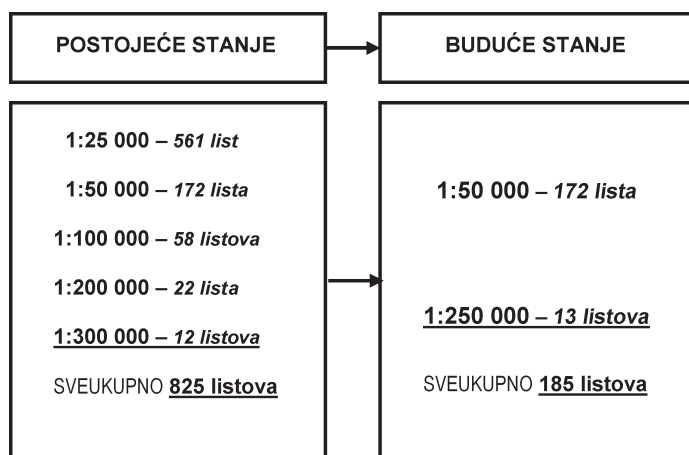 POSTOJEĆE STANJE
BUDUĆE STANJE
1:25 000 – 561 list
1:50 000 – 172 lista
1:100 000 – 58 listova
1:200 000 – 22 lista
1:300 000 – 12 listova
SVEUKUPNO 825 listova
1:50 000 – 172 lista
1:250 000 – 13 listova
SVEUKUPNO 185 listova